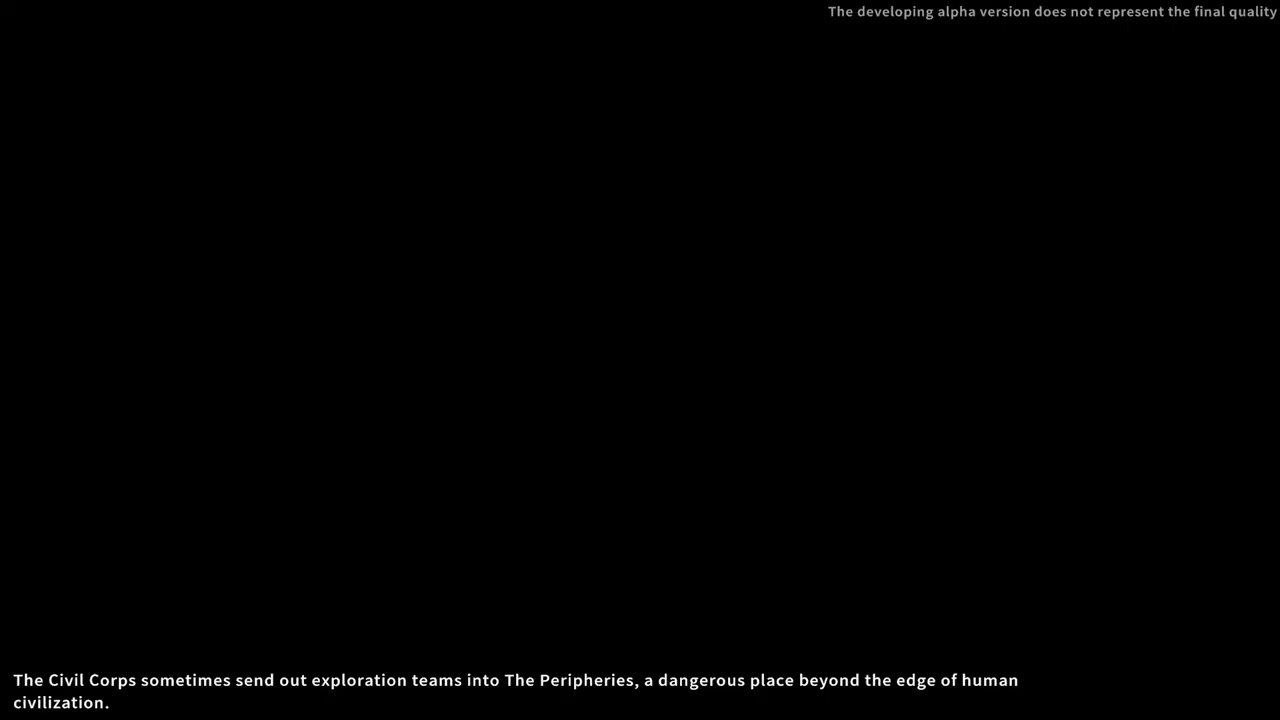 The developing alpha version does not represent the final quality
The Civil Corps sometimes send out exploration teams into The Peripheries, a dangerous place beyond the edge of human
civilization.